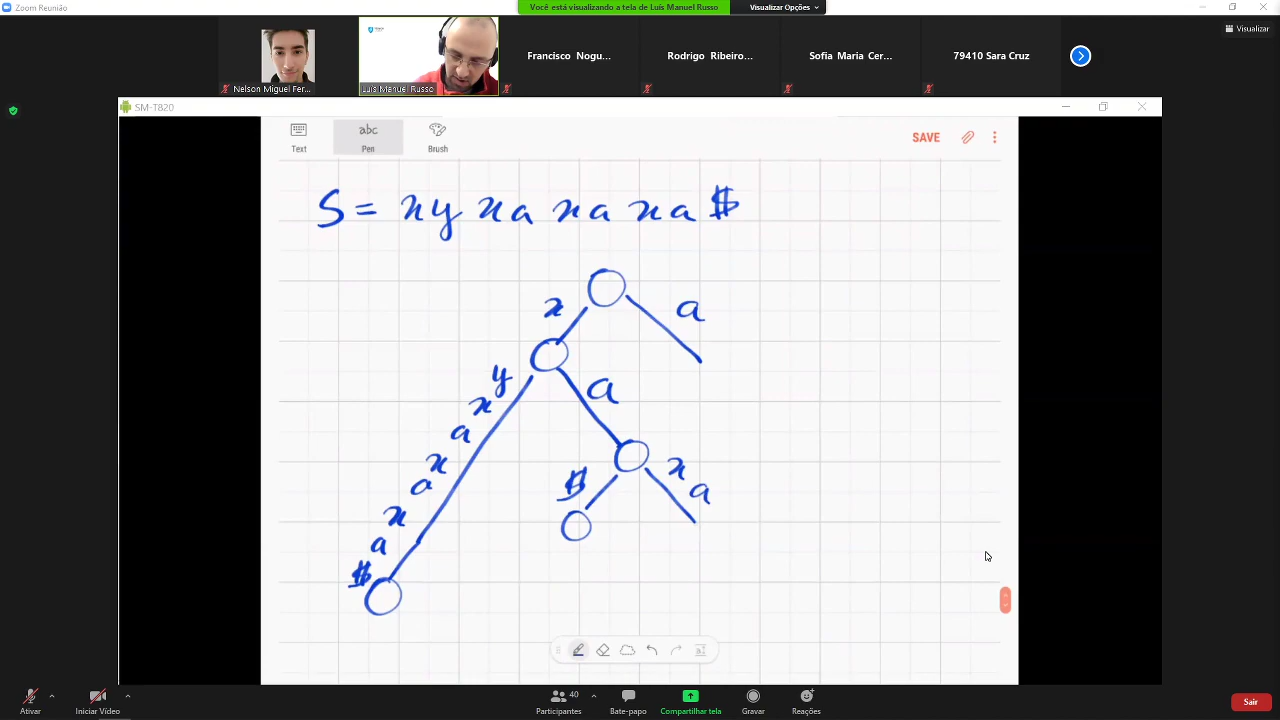 Zoom Reunião
Você está visualizando a tela de Luís Manuel Russo
Visualizar Opções
Visualizar
Nelson Miguel Fer...
Luís Manuel Russo
Francisco Nogu...
Rodrigo Ribeiro...
Sofia Maria Cer...
79410 Sara Cruz
SM-T820
Text
abc
Pen
Brush
SAVE
S = x y x a x a x a $
x
a
y
x
a
x
a
x
a
$
a
$
x
a
Ativar
Iniciar Vídeo
Participantes
40
Bate-papo
Compartilhar tela
Gravar
Reações
Sair